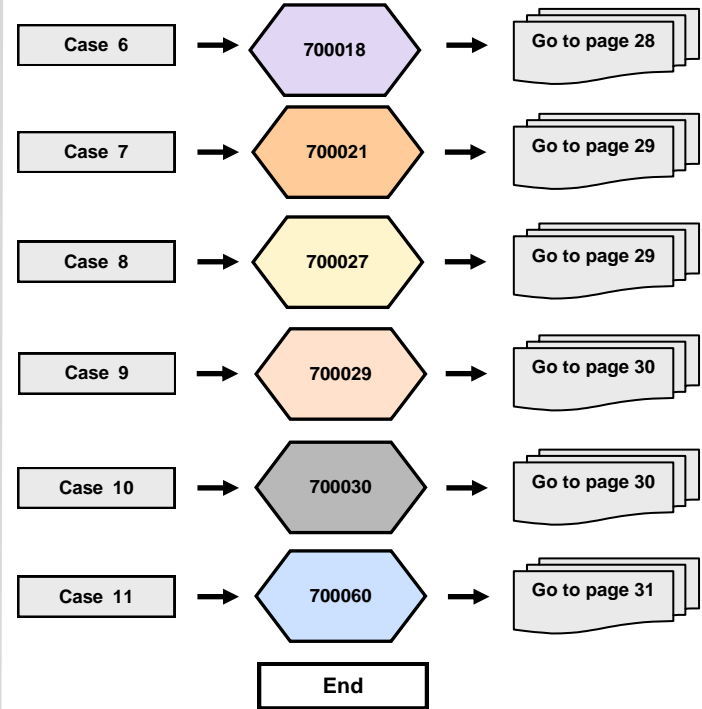 Case 6
700018
Go to page 28
Case 7
700021
Go to page 29
Case 8
700027
Go to page 29
Case 9
700029
Go to page 30
Case 10
700030
Go to page 30
Case 11
700060
Go to page 31
End